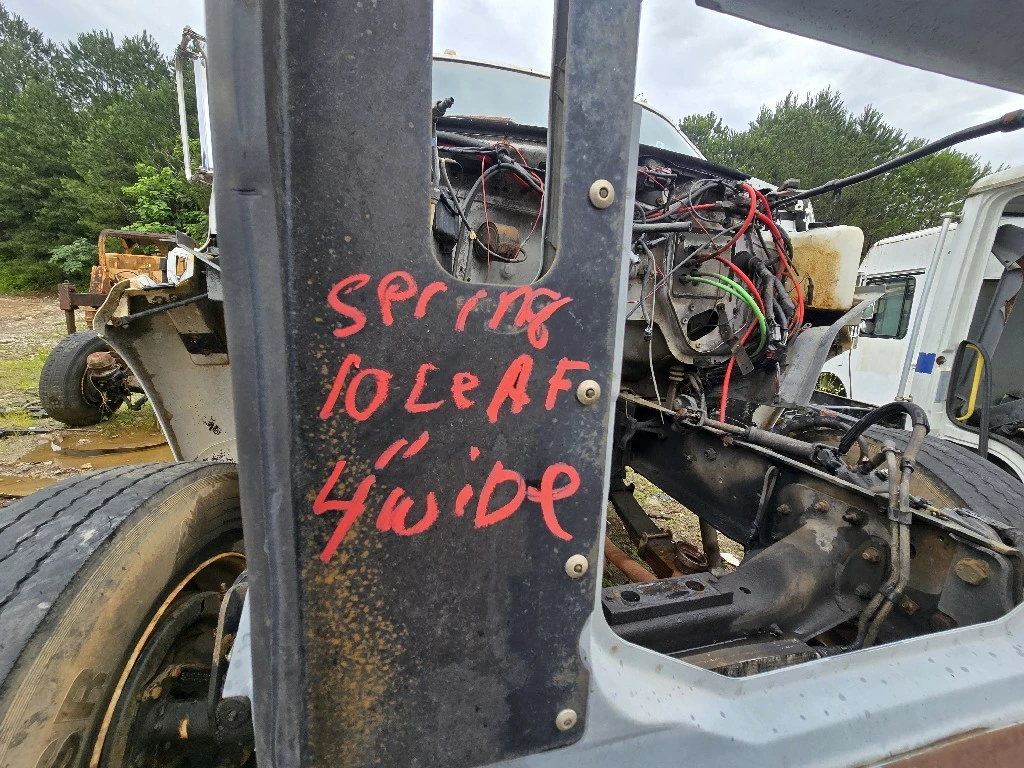 Spring
10 LeAF
4" wiDe